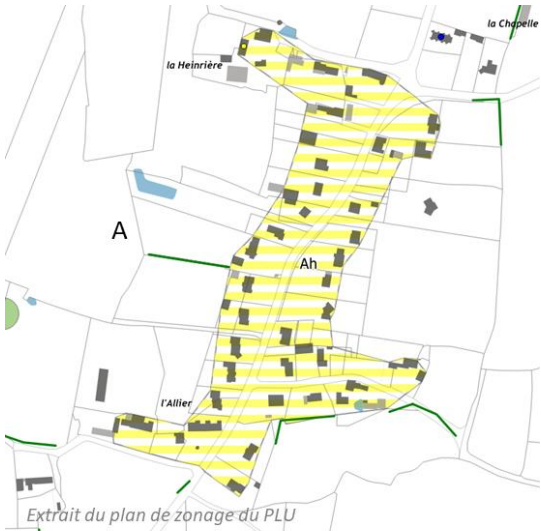 la Chapelle
la Heinrière
A
Ah
l'Allier
Extrait du plan de zonage du PLU